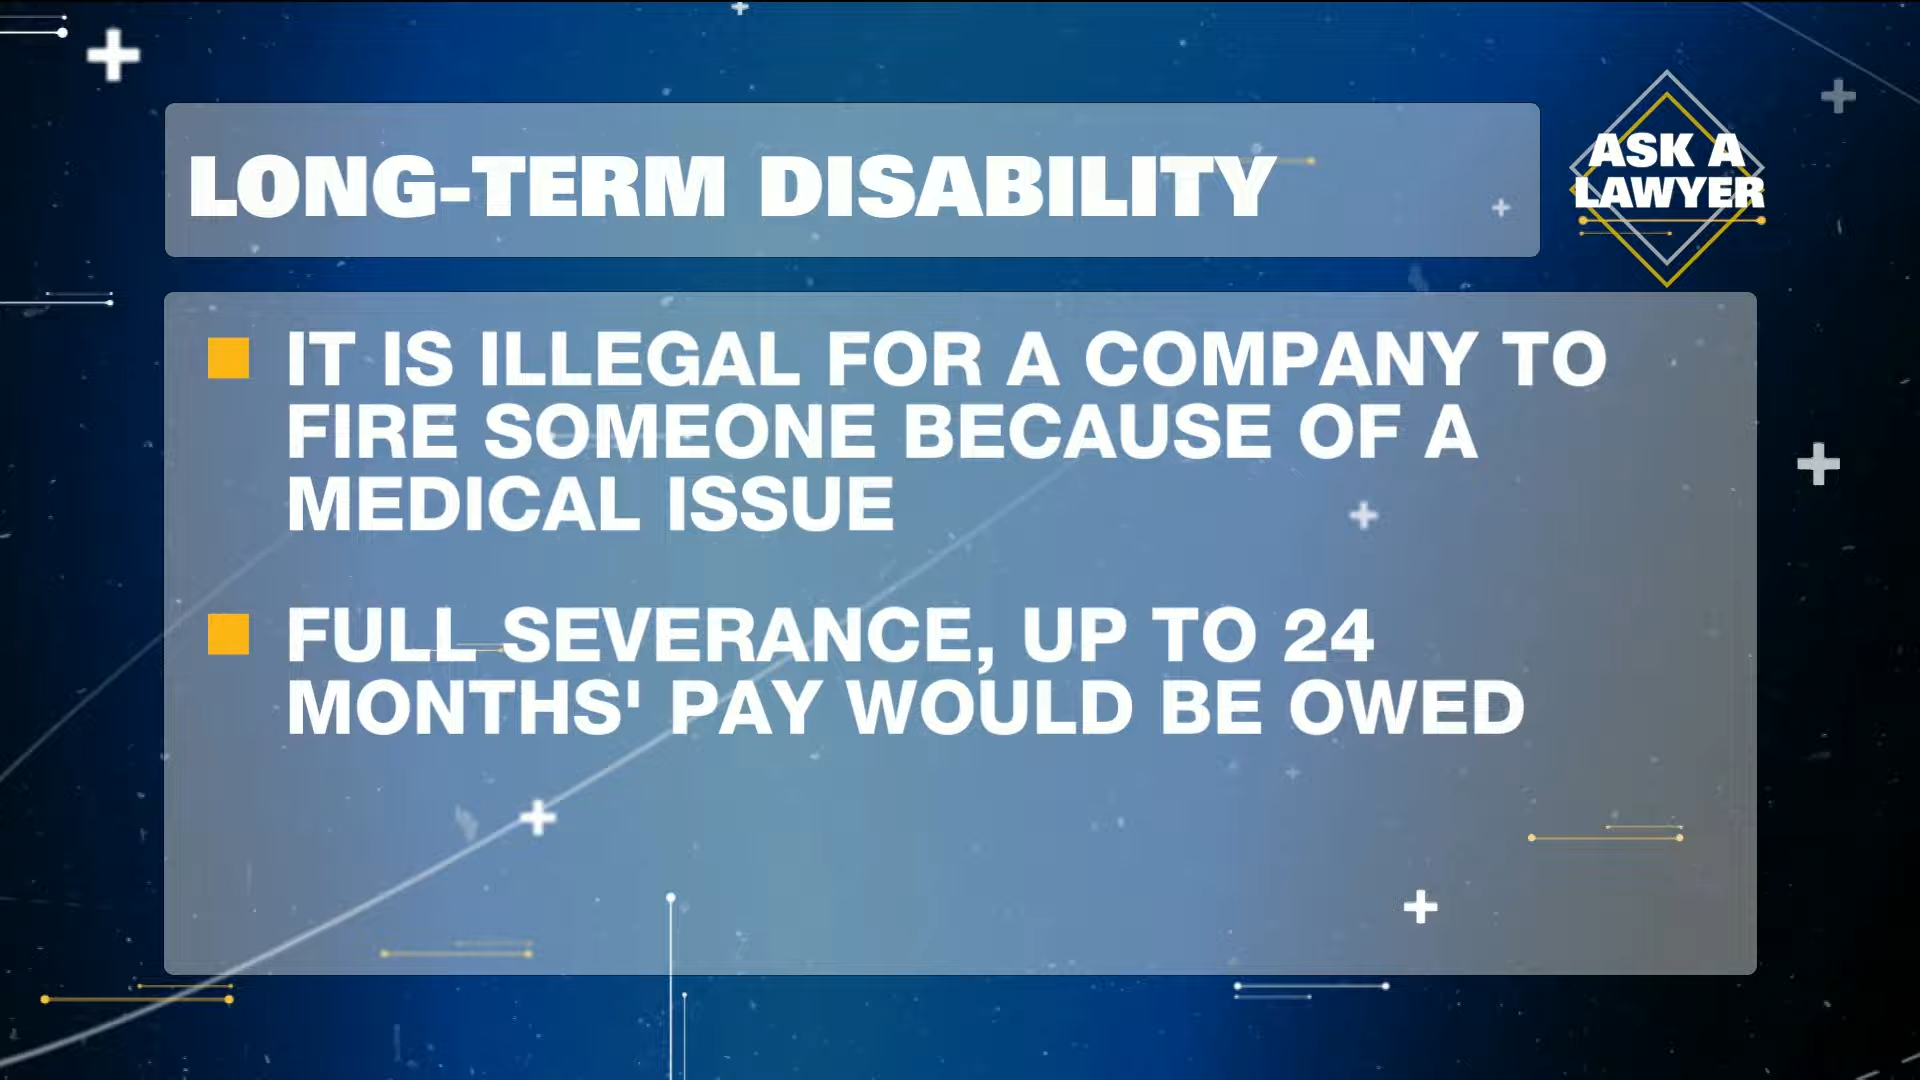 LONG-TERM DISABILITY
ASK A
LAWYER
IT IS ILLEGAL FOR A COMPANY TO
FIRE SOMEONE BECAUSE OF A
MEDICAL ISSUE
FULL SEVERANCE, UP TO 24
MONTHS' PAY WOULD BE OWED